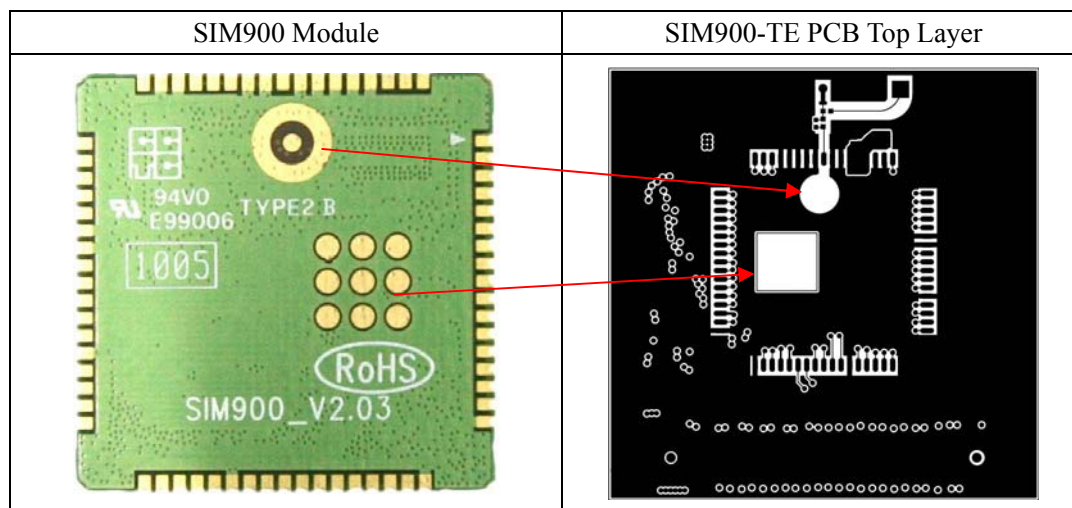 SIM900 Module
SIM900-TE PCB Top Layer
94V0
E99006
TYPE2 B
1005
RoHS
SIM900_V2.03